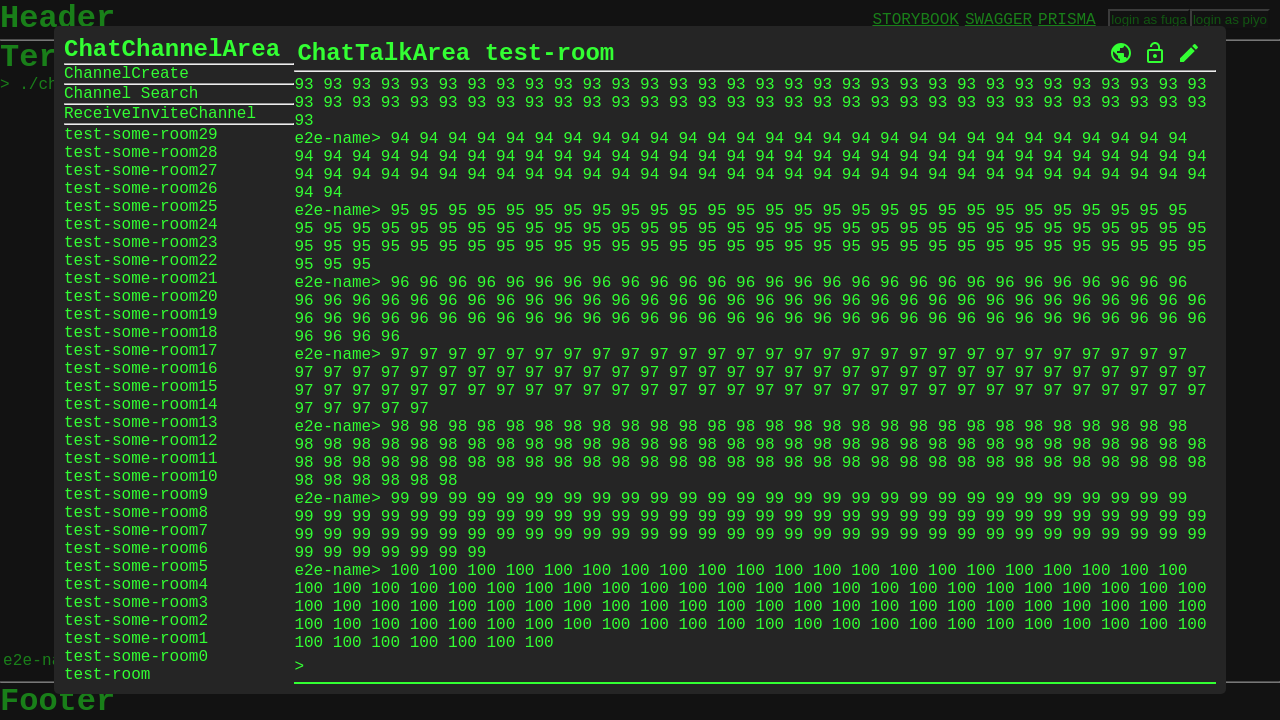 Header
STORYBOOK SWAGGER PRISMA login as fuga login as piyo
Ter
> ./ch
ChatChannelArea
ChannelCreate
Channel Search
ReceiveInviteChannel
test-some-room29
test-some-room28
test-some-room27
test-some-room26
test-some-room25
test-some-room24
test-some-room23
test-some-room22
test-some-room21
test-some-room20
test-some-room19
test-some-room18
test-some-room17
test-some-room16
test-some-room15
test-some-room14
test-some-room13
test-some-room12
test-some-room11
test-some-room10
test-some-room9
test-some-room8
test-some-room7
test-some-room6
test-some-room5
test-some-room4
test-some-room3
test-some-room2
test-some-room1
test-some-room0
test-room
ChatTalkArea test-room
93 93 93 93 93 93 93 93 93 93 93 93 93 93 93 93 93 93 93 93 93 93 93 93 93 93 93 93 93 93 93 93
93 93 93 93 93 93 93 93 93 93 93 93 93 93 93 93 93 93 93 93 93 93 93 93 93 93 93 93 93 93 93 93
93
e2e-name> 94 94 94 94 94 94 94 94 94 94 94 94 94 94 94 94 94 94 94 94 94 94 94 94 94 94 94 94
94 94 94 94 94 94 94 94 94 94 94 94 94 94 94 94 94 94 94 94 94 94 94 94 94 94 94 94 94 94 94 94
94 94 94 94 94 94 94 94 94 94 94 94 94 94 94 94 94 94 94 94 94 94 94 94 94 94 94 94 94 94 94 94
94 94
e2e-name> 95 95 95 95 95 95 95 95 95 95 95 95 95 95 95 95 95 95 95 95 95 95 95 95 95 95 95 95
95 95 95 95 95 95 95 95 95 95 95 95 95 95 95 95 95 95 95 95 95 95 95 95 95 95 95 95 95 95 95 95
95 95 95 95 95 95 95 95 95 95 95 95 95 95 95 95 95 95 95 95 95 95 95 95 95 95 95 95 95 95 95 95
95 95 95
e2e-name> 96 96 96 96 96 96 96 96 96 96 96 96 96 96 96 96 96 96 96 96 96 96 96 96 96 96 96 96
96 96 96 96 96 96 96 96 96 96 96 96 96 96 96 96 96 96 96 96 96 96 96 96 96 96 96 96 96 96 96 96
96 96 96 96 96 96 96 96 96 96 96 96 96 96 96 96 96 96 96 96 96 96 96 96 96 96 96 96 96 96 96 96
96 96 96 96
e2e-name> 97 97 97 97 97 97 97 97 97 97 97 97 97 97 97 97 97 97 97 97 97 97 97 97 97 97 97 97
97 97 97 97 97 97 97 97 97 97 97 97 97 97 97 97 97 97 97 97 97 97 97 97 97 97 97 97 97 97 97 97
97 97 97 97 97 97 97 97 97 97 97 97 97 97 97 97 97 97 97 97 97 97 97 97 97 97 97 97 97 97 97 97
97 97 97 97 97
e2e-name> 98 98 98 98 98 98 98 98 98 98 98 98 98 98 98 98 98 98 98 98 98 98 98 98 98 98 98 98
98 98 98 98 98 98 98 98 98 98 98 98 98 98 98 98 98 98 98 98 98 98 98 98 98 98 98 98 98 98 98 98
98 98 98 98 98 98 98 98 98 98 98 98 98 98 98 98 98 98 98 98 98 98 98 98 98 98 98 98 98 98 98 98
98 98 98 98 98 98
e2e-name> 99 99 99 99 99 99 99 99 99 99 99 99 99 99 99 99 99 99 99 99 99 99 99 99 99 99 99 99
99 99 99 99 99 99 99 99 99 99 99 99 99 99 99 99 99 99 99 99 99 99 99 99 99 99 99 99 99 99 99 99
99 99 99 99 99 99 99 99 99 99 99 99 99 99 99 99 99 99 99 99 99 99 99 99 99 99 99 99 99 99 99 99
99 99 99 99 99 99 99
e2e-name> 100 100 100 100 100 100 100 100 100 100 100 100 100 100 100 100 100 100 100 100 100
100 100 100 100 100 100 100 100 100 100 100 100 100 100 100 100 100 100 100 100 100 100 100 100
100 100 100 100 100 100 100 100 100 100 100 100 100 100 100 100 100 100 100 100 100 100 100 100
100 100 100 100 100 100 100 100 100 100 100 100 100 100 100 100 100 100 100 100 100 100 100 100
100 100 100 100 100 100 100
>
e2e-na
Footer